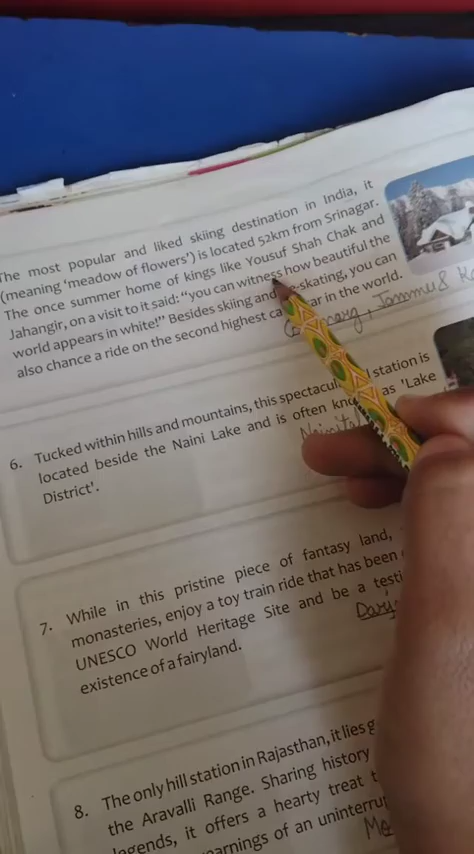 The most popular and liked skiing destination in India, it
(meaning 'meadow of flowers') is located 52km from Srinagar.
The once summer home of kings like Yousuf Shah Chak and
Jahangir, on a visit to it said: "you can witness how beautiful the
world appears in white!" Besides skiing and skating, you can
also chance a ride on the second highest car in the world.
, Jammu &
6. Tucked within hills and mountains, this spectacul station is
located beside the Naini Lake and is often as 'Lake
District'.
Nainital
7. While in this pristine piece of fantasy land,
monasteries, enjoy a toy train ride that has been
UNESCO World Heritage Site and be a testi
existence of a fairyland.
Darj
8. The only hill station in Rajasthan, it lies
the Aravalli Range. Sharing history
legends, it offers a hearty treat
of an uninterru